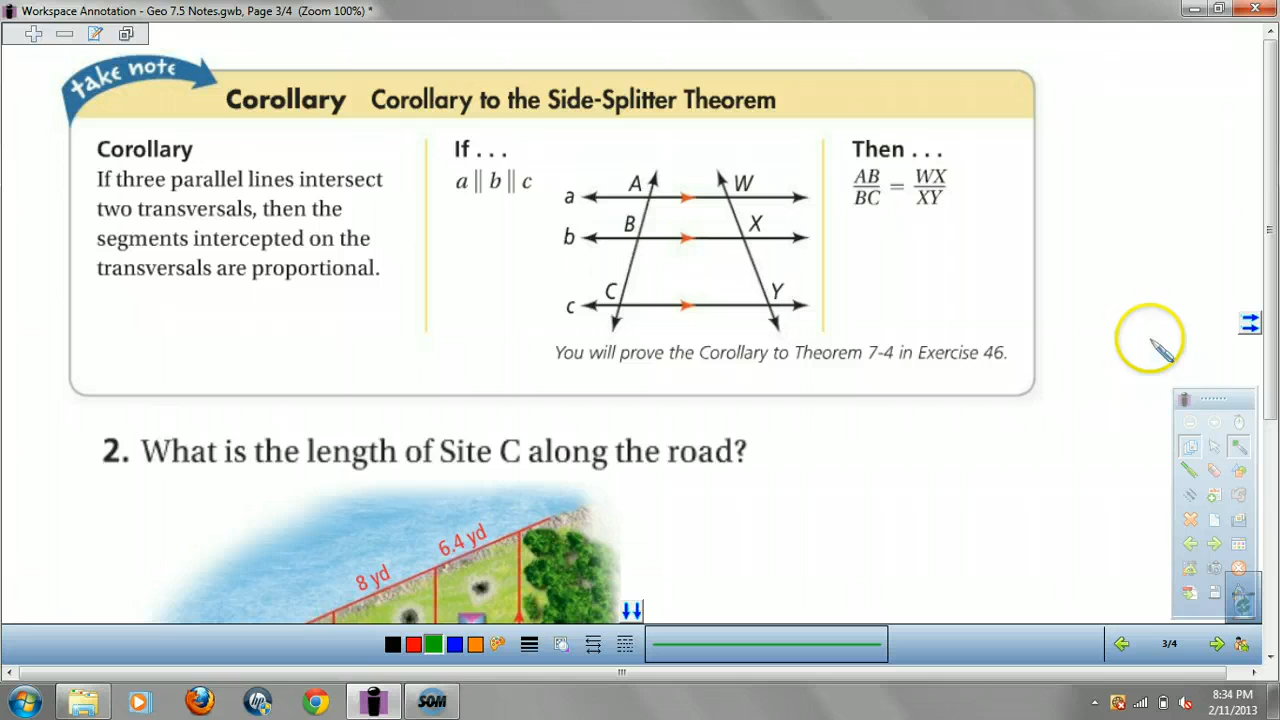 Workspace Annotation - Geo 7.5 Notes.gwb, Page 3/4 (Zoom 100%) *
take note
Corollary Corollary to the Side-Splitter Theorem
Corollary
If three parallel lines intersect
two transversals, then the
segments intercepted on the
transversals are proportional.
If . . .
a || b || c
A W
a
B X
b
C Y
c
Then . . .
AB/BC = WX/XY
You will prove the Corollary to Theorem 7-4 in Exercise 46.
2. What is the length of Site C along the road?
8 yd
6.4 yd
3/4
hp
SOM
8:34 PM
2/11/2013